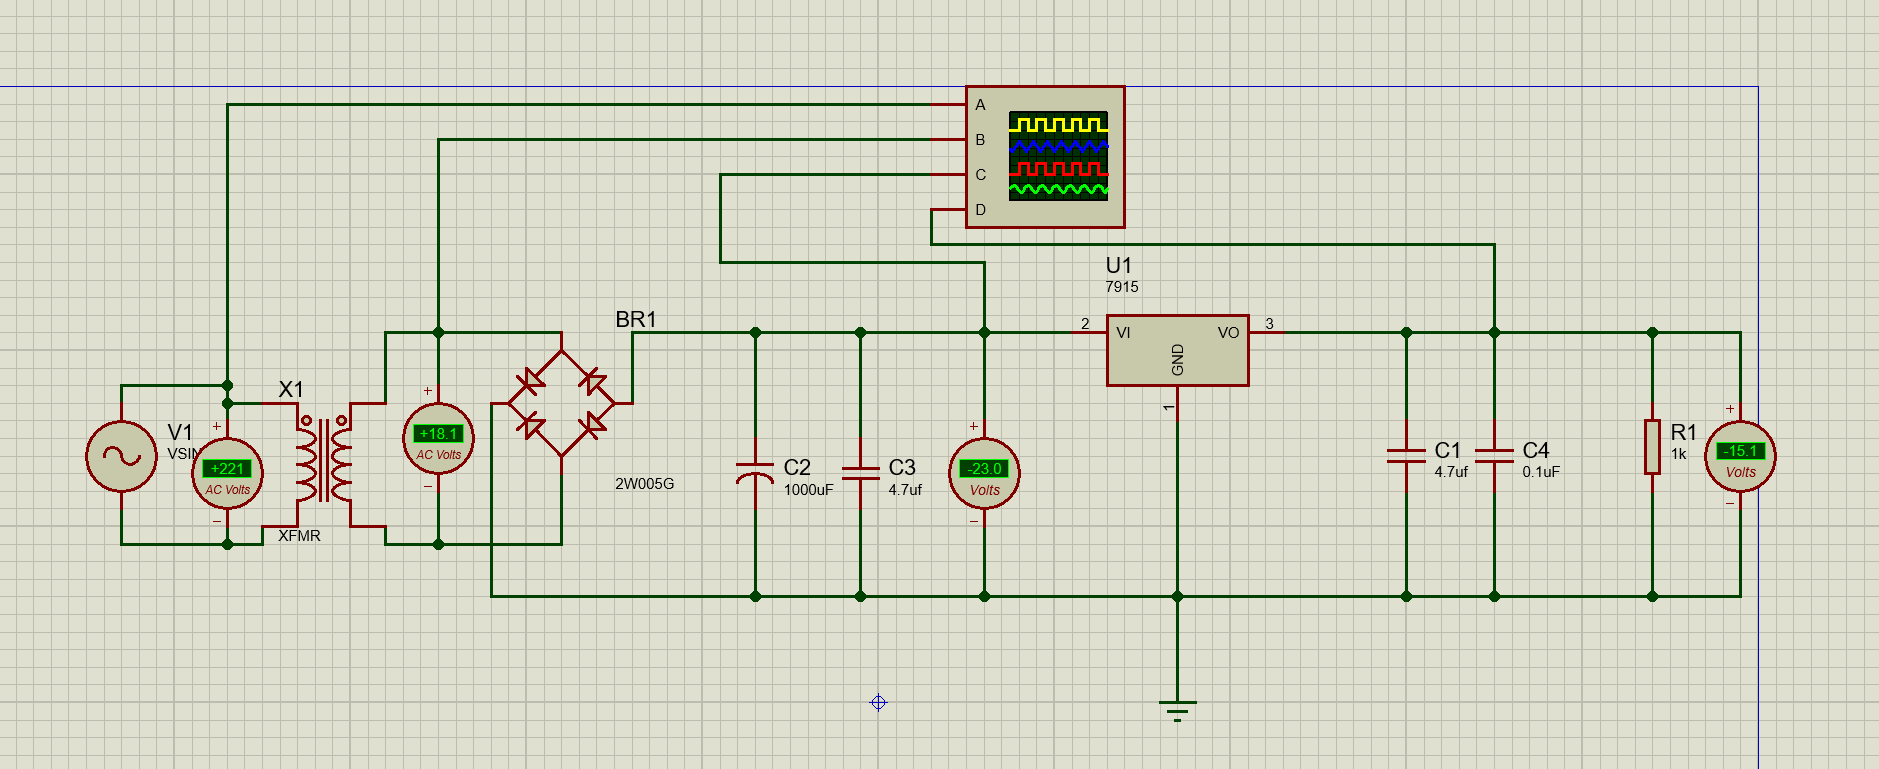 A
B
C
D
U1
7915
BR1
2 VI VO 3
GND
1
X1
+
+18.1
AC Volts
−
V1
VSIN
+
+221
AC Volts
−
XFMR
2W005G
C2
1000uF
C3
4.7uf
+
-23.0
Volts
−
C1
4.7uf
C4
0.1uF
R1
1k
+
-15.1
Volts
−